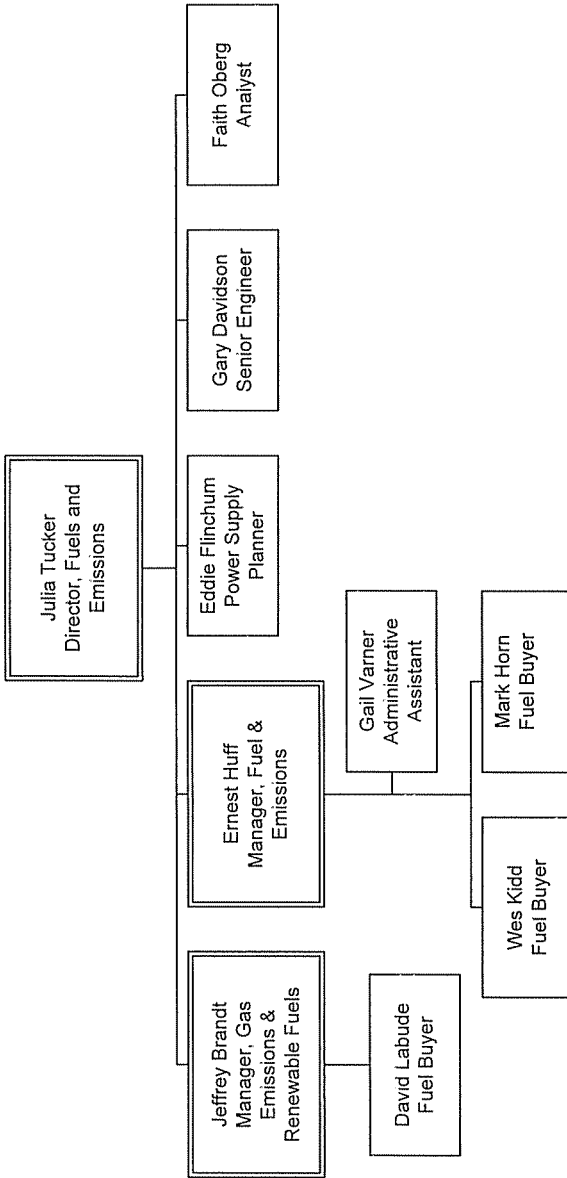 Julia Tucker
Director, Fuels and
Emissions
Jeffrey Brandt
Manager, Gas
Emissions &
Renewable Fuels
Ernest Huff
Manager, Fuel &
Emissions
Eddie Flinchum
Power Supply
Planner
Gary Davidson
Senior Engineer
Faith Oberg
Analyst
David Labude
Fuel Buyer
Gail Varner
Administrative
Assistant
Wes Kidd
Fuel Buyer
Mark Horn
Fuel Buyer